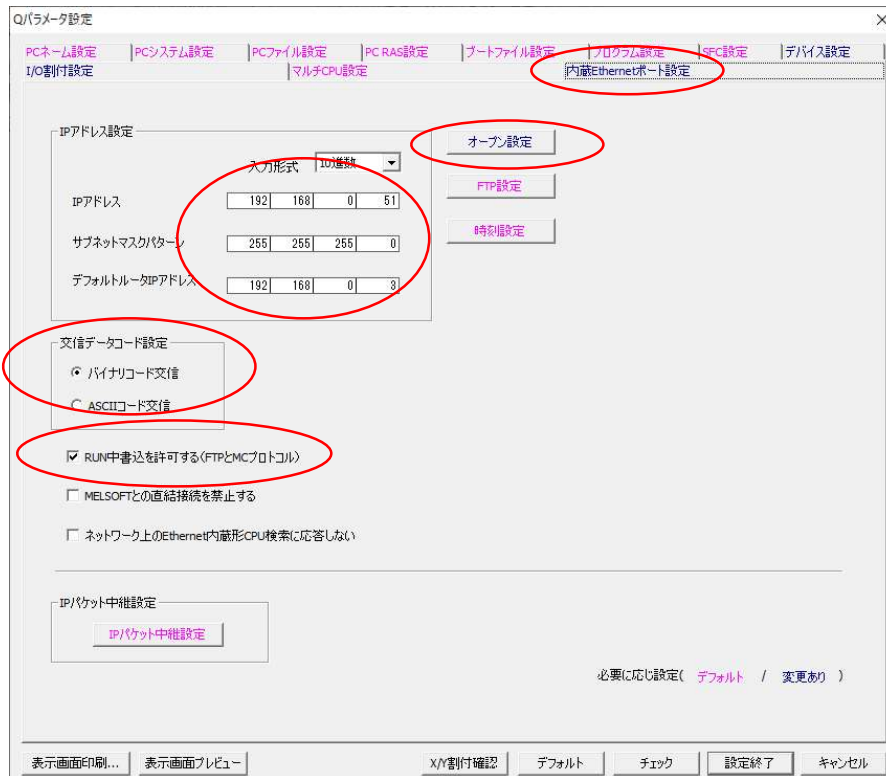 Qパラメータ設定
PCネーム設定 PCシステム設定 PCファイル設定 PC RAS設定 ブートファイル設定 プログラム設定 SFC設定 デバイス設定
I/O割付設定 マルチCPU設定 内蔵Ethernetポート設定
IPアドレス設定
オープン設定
入力形式 10進数
FTP設定
IPアドレス 192 168 0 51
時刻設定
サブネットマスクパターン 255 255 255 0
デフォルトルータIPアドレス 192 168 0 3
交信データコード設定
バイナリコード交信
ASCIIコード交信
RUN中書込を許可する(FTPとMCプロトコル)
MELSOFTとの直結接続を禁止する
ネットワーク上のEthernet内蔵形CPU検索に応答しない
IPパケット中継設定
IPパケット中継設定
必要に応じ設定( デフォルト / 変更あり )
表示画面印刷... 表示画面プレビュー X/Y割付確認 デフォルト チェック 設定終了 キャンセル